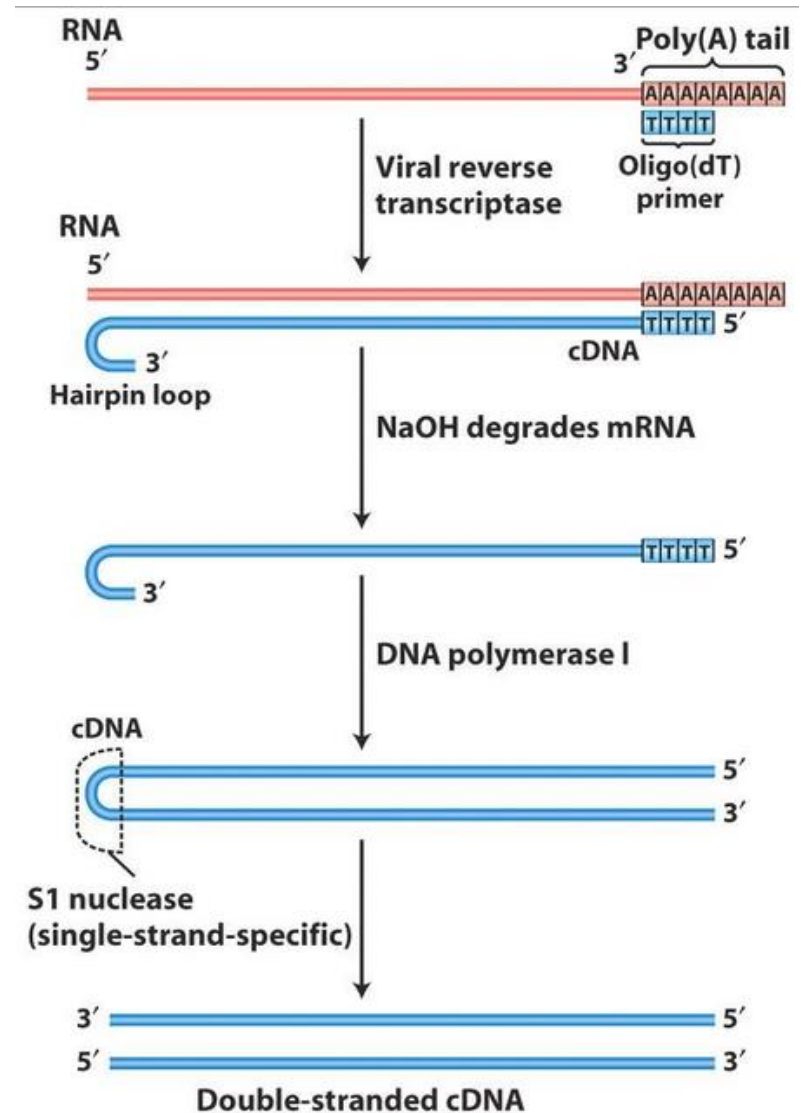 RNA
5′
3′
Poly(A) tail
AAAAAAAA
TTTT
Oligo(dT)
primer
Viral reverse
transcriptase
RNA
5′
AAAAAAAA
TTTT 5′
cDNA
3′
Hairpin loop
NaOH degrades mRNA
TTTT 5′
3′
DNA polymerase I
cDNA
5′
3′
S1 nuclease
(single-strand-specific)
3′ 5′
5′ 3′
Double-stranded cDNA